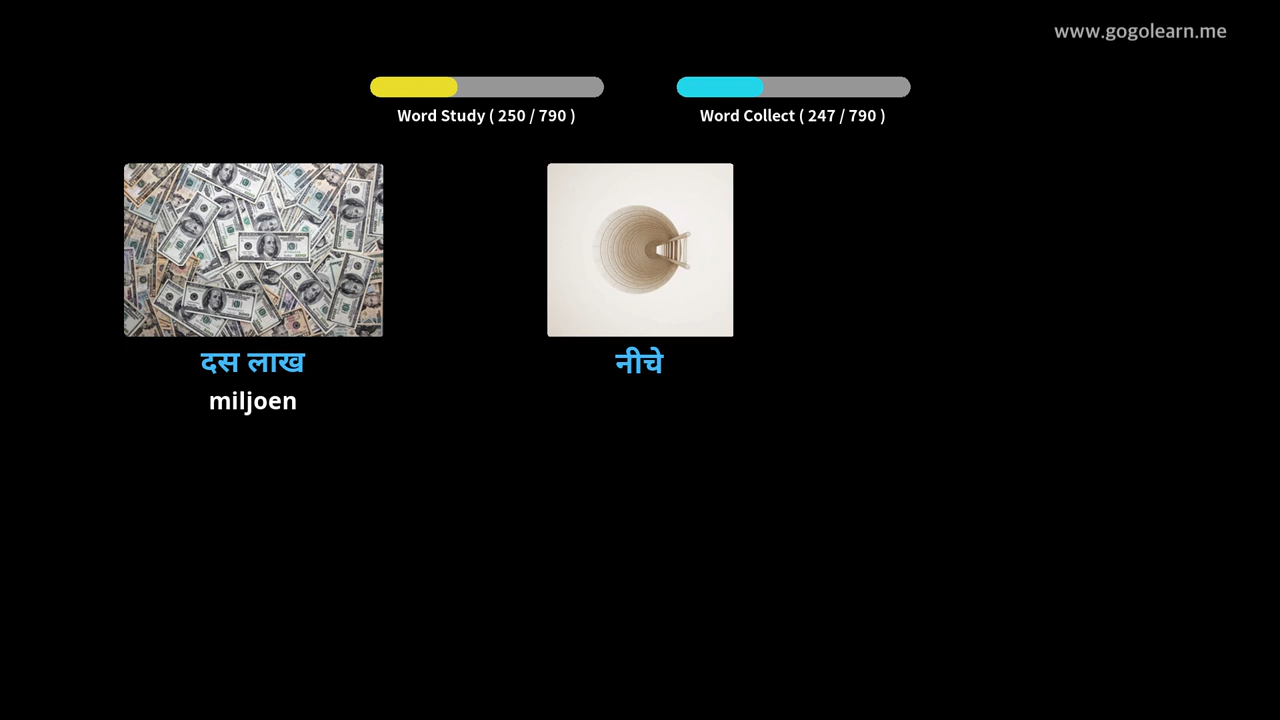 www.gogolearn.me
Word Study ( 250 / 790 )
Word Collect ( 247 / 790 )
दस लाख
miljoen
नीचे